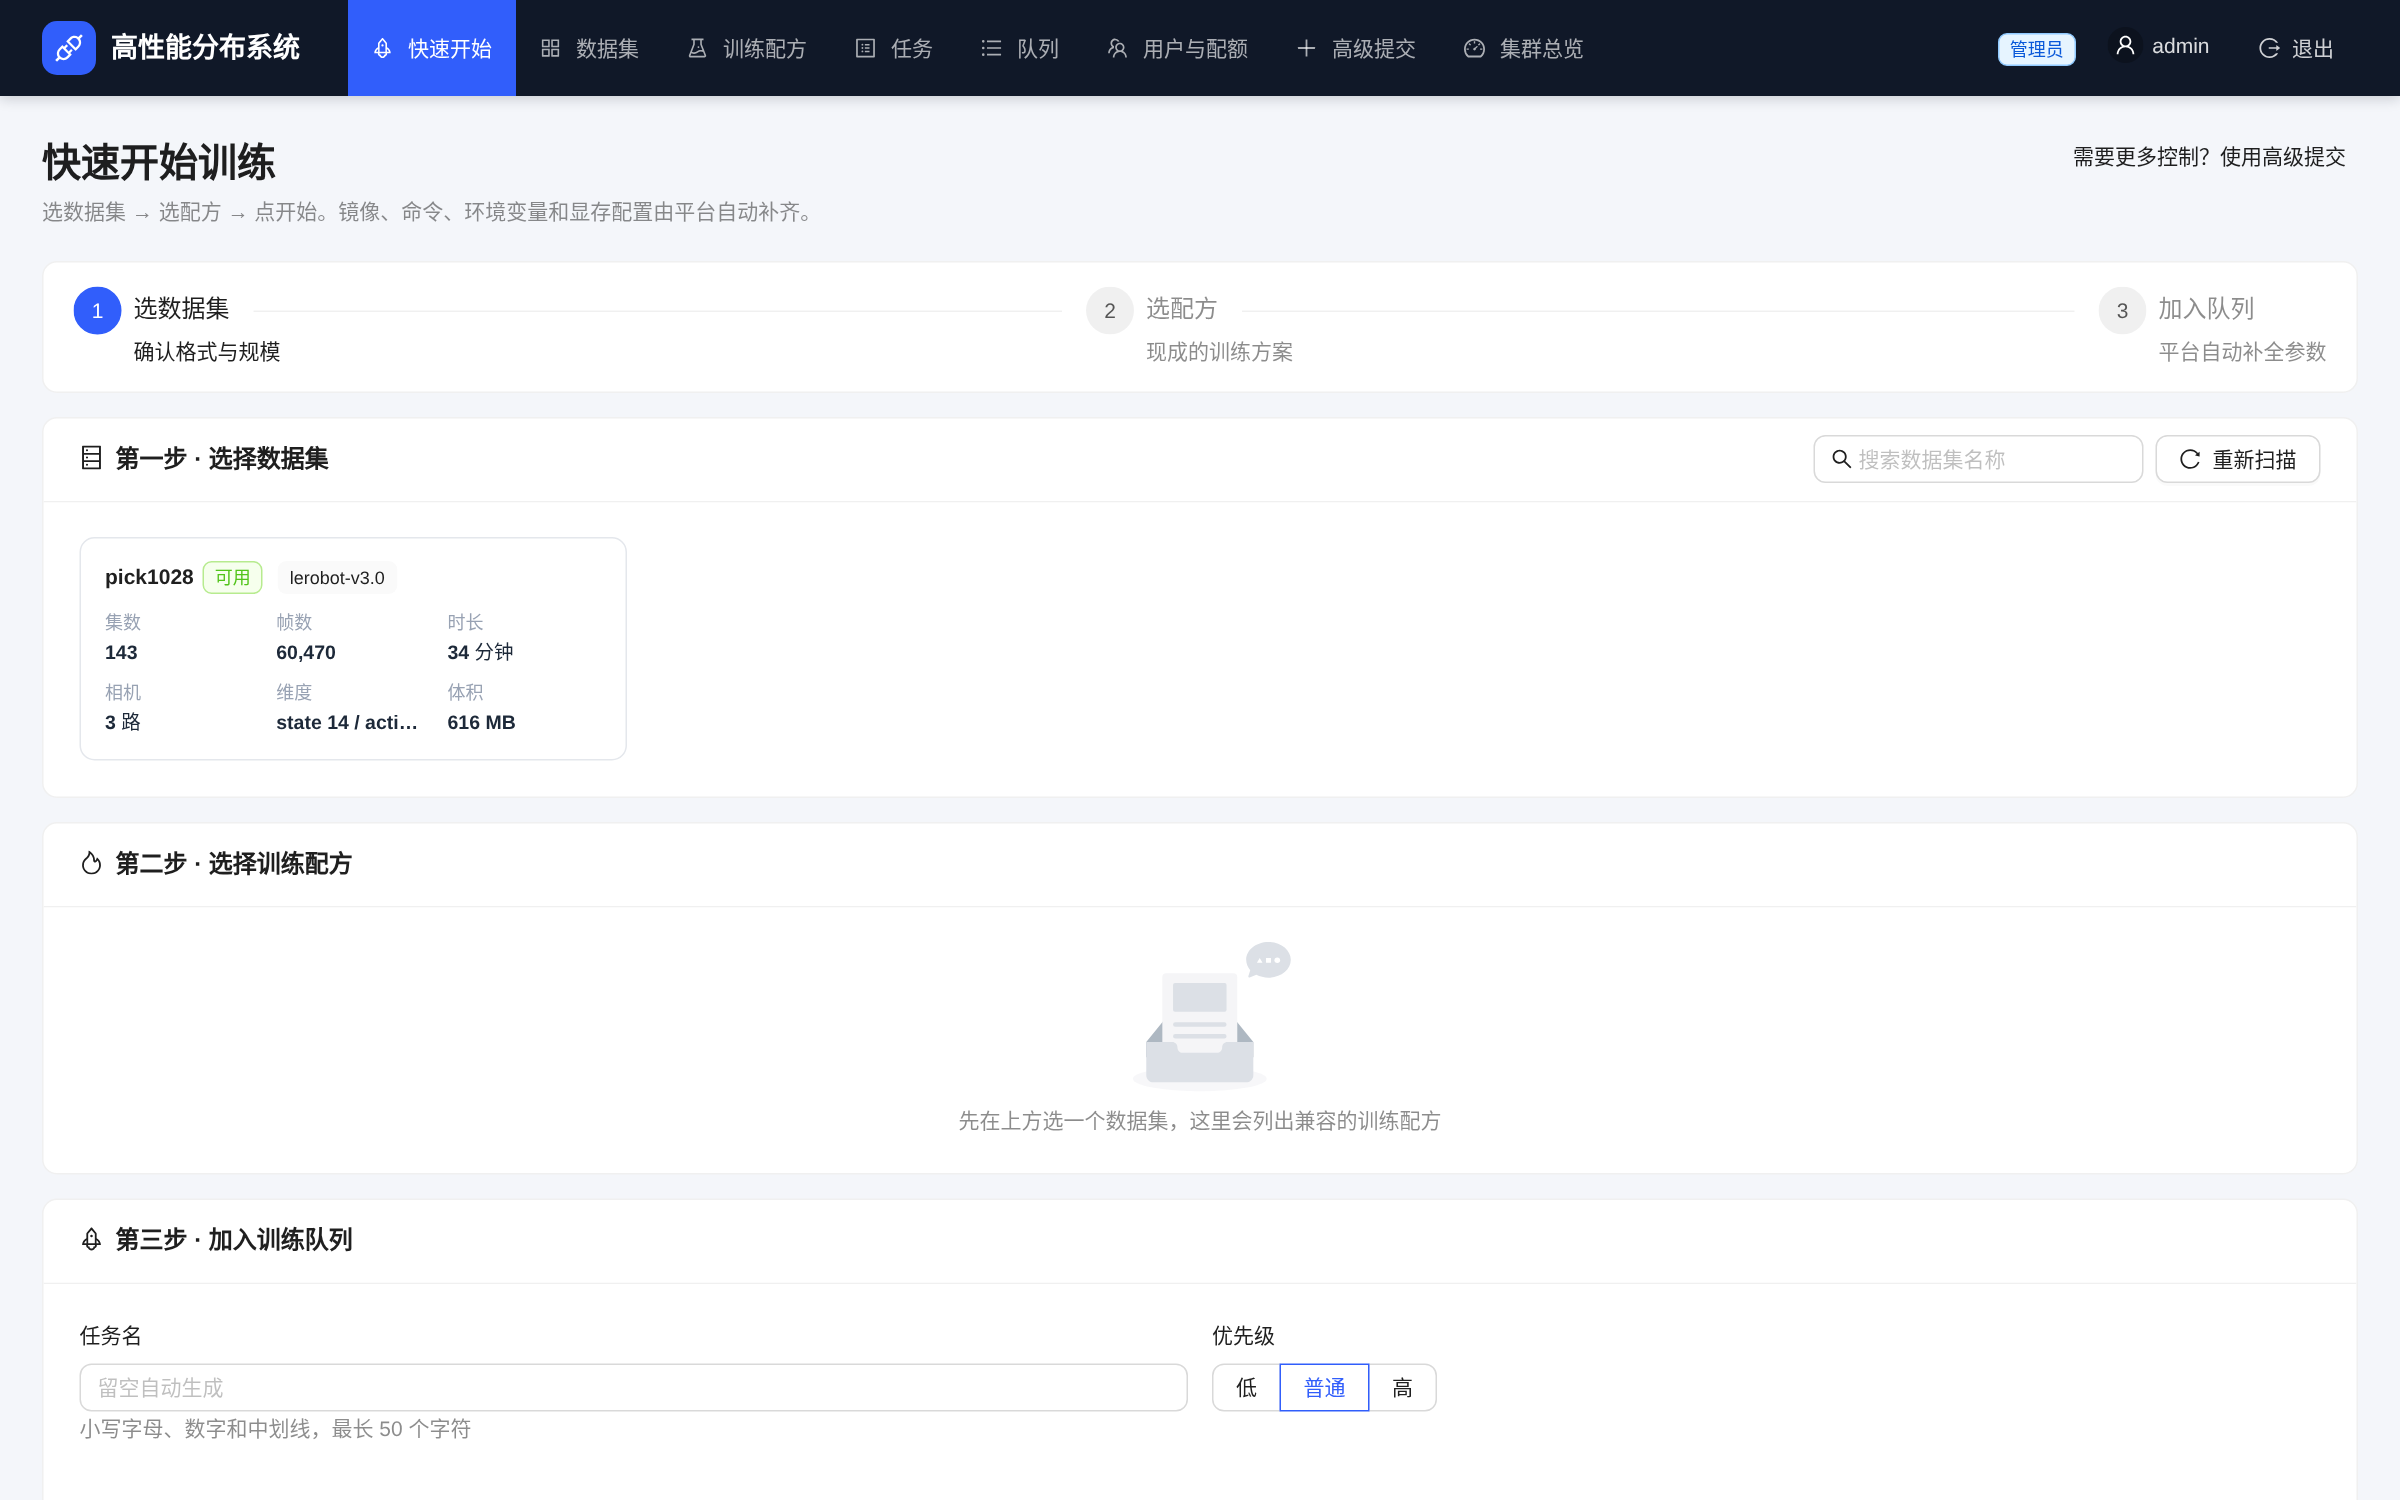 高性能分布系统
快速开始
数据集
训练配方
任务
队列
用户与配额
高级提交
集群总览
管理员
admin
退出
快速开始训练
需要更多控制？使用高级提交
选数据集 → 选配方 → 点开始。镜像、命令、环境变量和显存配置由平台自动补齐。
1 选数据集
确认格式与规模
2 选配方
现成的训练方案
3 加入队列
平台自动补全参数
第一步 · 选择数据集
搜索数据集名称
重新扫描
pick1028 可用 lerobot-v3.0
集数 帧数 时长
143 60,470 34 分钟
相机 维度 体积
3 路 state 14 / acti... 616 MB
第二步 · 选择训练配方
先在上方选一个数据集，这里会列出兼容的训练配方
第三步 · 加入训练队列
任务名
留空自动生成
小写字母、数字和中划线，最长 50 个字符
优先级
低 普通 高